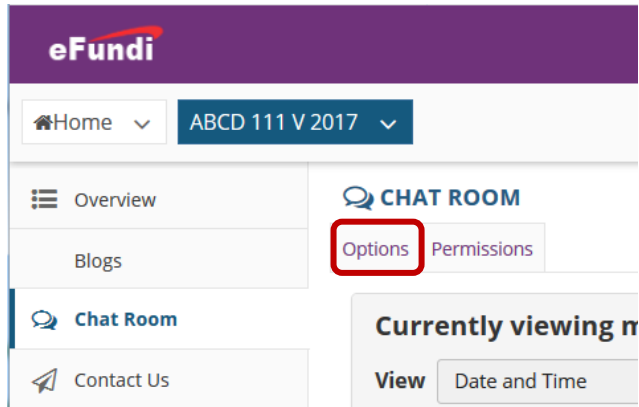 eFundi
Home
ABCD 111 V 2017
Overview
Blogs
Chat Room
Contact Us
CHAT ROOM
Options
Permissions
Currently viewing
View
Date and Time